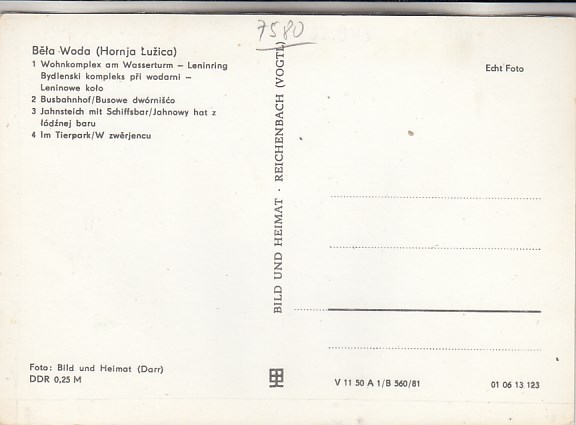 7580
Běła Woda (Hornja Łužica)
1 Wohnkomplex am Wasserturm – Leninring
Bydlenski kompleks při wodarni –
Leninowe koło
2 Busbahnhof/Busowe dwórnišćo
3 Jahnsteich mit Schiffsbar/Jahnowy hat z
łódźnej baru
4 Im Tierpark/W zwěrjencu
Echt Foto
BILD UND HEIMAT · REICHENBACH (VOGTL)
Foto: Bild und Heimat (Darr)
DDR 0,25 M
V 11 50 A 1/B 560/81
01 06 13 123